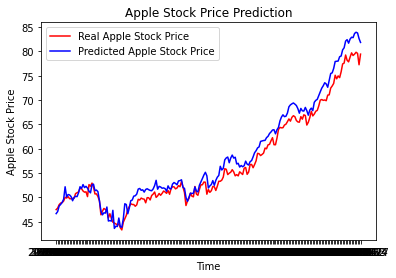 Apple Stock Price Prediction
Real Apple Stock Price
Predicted Apple Stock Price
Apple Stock Price
85
80
75
70
65
60
55
50
45
Time